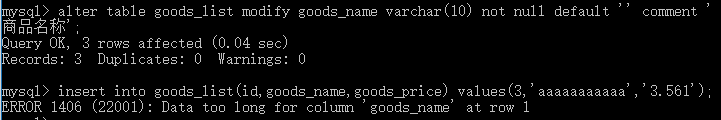 mysql> alter table goods_list modify goods_name varchar(10) not null default '' comment '
商品名称';
Query OK, 3 rows affected (0.04 sec)
Records: 3  Duplicates: 0  Warnings: 0
mysql> insert into goods_list(id,goods_name,goods_price) values(3,'aaaaaaaaaaa','3.561');
ERROR 1406 (22001): Data too long for column 'goods_name' at row 1